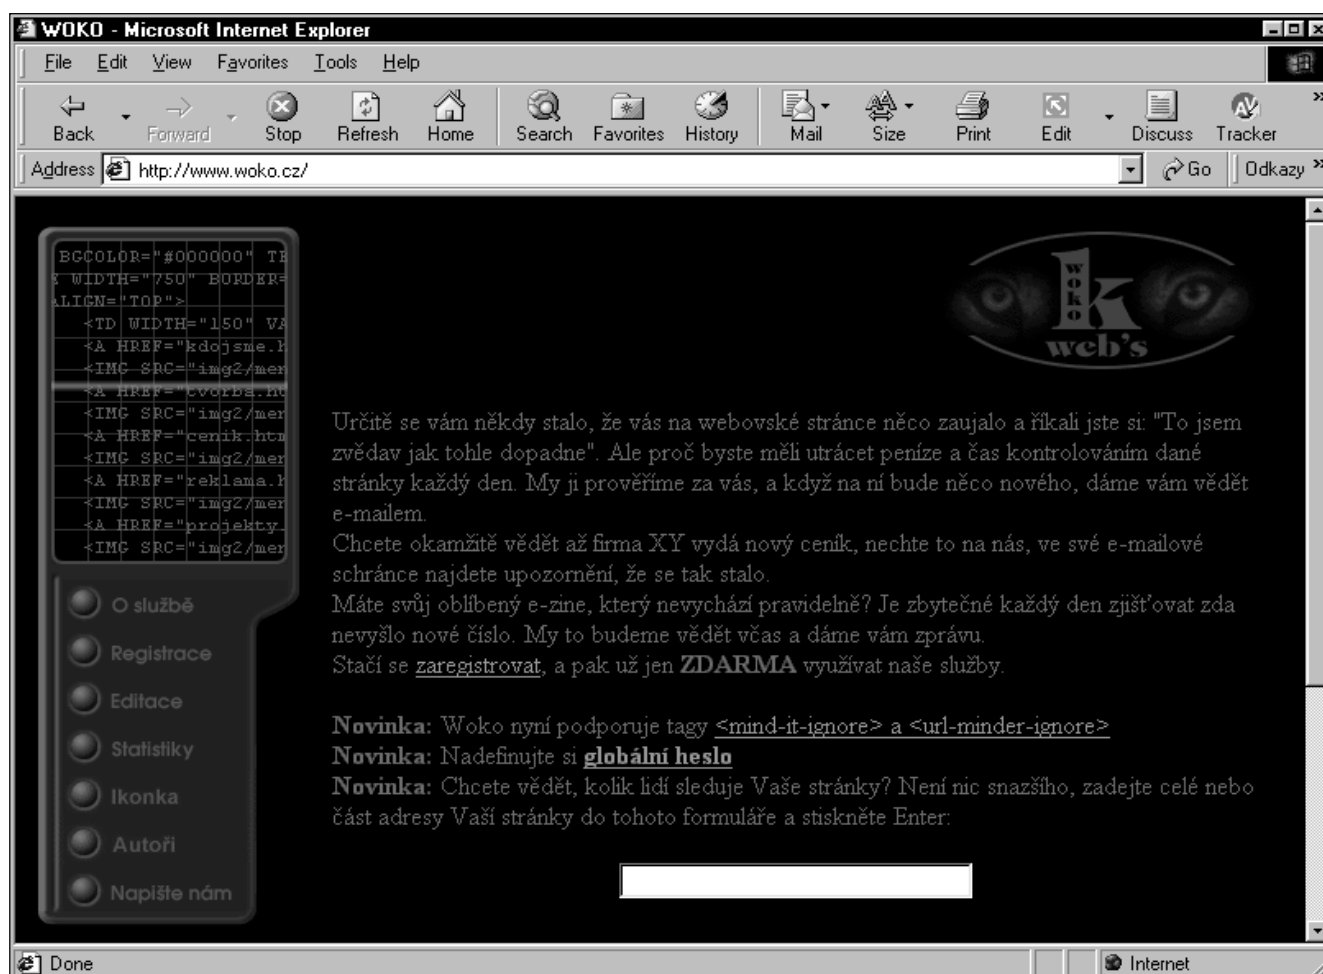 WOKO - Microsoft Internet Explorer
File Edit View Favorites Tools Help
Back Forward Stop Refresh Home Search Favorites History Mail Size Print Edit Discuss Tracker
Address http://www.woko.cz/ Go Odkazy
BGCOLOR="#000000" TE
WIDTH="750" BORDER=
ALIGN="TOP">
<TD WIDTH="150" VA
<A HREF="kdojsme.h
<IMG SRC="img2/mer
<A HREF="tvorba.ht
<IMG SRC="img2/mer
<A HREF="cenik.htm
<IMG SRC="img2/mer
<A HREF="reklama.h
<IMG SRC="img2/mer
<A HREF="projekty.
<IMG SRC="img2/mer
O službě
Registrace
Editace
Statistiky
Ikonka
Autoři
Napište nám
woko
k
web's
Určitě se vám někdy stalo, že vás na webovské stránce něco zaujalo a říkali jste si: "To jsem
zvědav jak tohle dopadne". Ale proč byste měli utrácet peníze a čas kontrolováním dané
stránky každý den. My ji prověříme za vás, a když na ní bude něco nového, dáme vám vědět
e-mailem.
Chcete okamžitě vědět až firma XY vydá nový ceník, nechte to na nás, ve své e-mailové
schránce najdete upozornění, že se tak stalo.
Máte svůj oblíbený e-zine, který nevychází pravidelně? Je zbytečné každý den zjišťovat zda
nevyšlo nové číslo. My to budeme vědět včas a dáme vám zprávu.
Stačí se zaregistrovat, a pak už jen ZDARMA využívat naše služby.
Novinka: Woko nyní podporuje tagy <mind-it-ignore> a <url-minder-ignore>
Novinka: Nadefinujte si globální heslo
Novinka: Chcete vědět, kolik lidí sleduje Vaše stránky? Není nic snazšího, zadejte celé nebo
část adresy Vaší stránky do tohoto formuláře a stiskněte Enter:
Done Internet